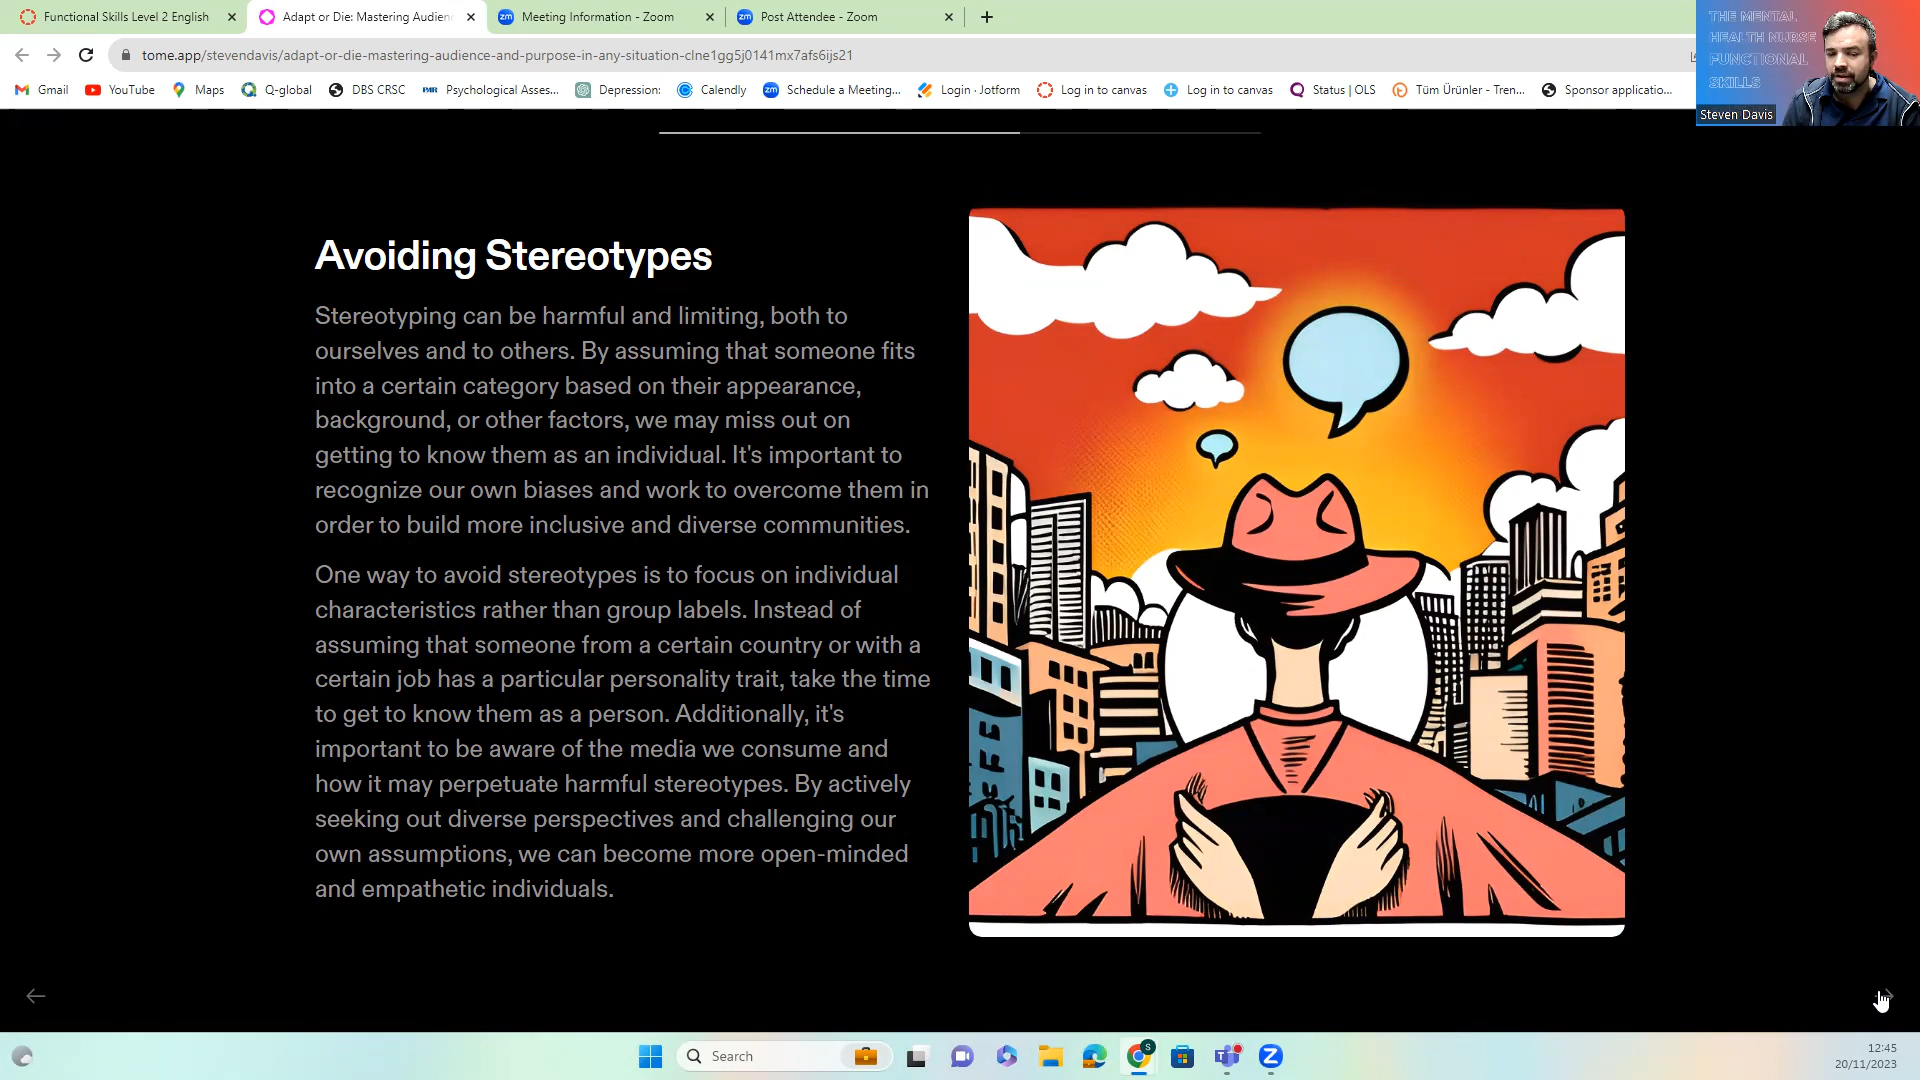 Functional Skills Level 2 English
Adapt or Die: Mastering Audien
Meeting Information - Zoom
Post Attendee - Zoom
tome.app/stevendavis/adapt-or-die-mastering-audience-and-purpose-in-any-situation-clne1gg5j0141mx7afs6ijs21
Gmail YouTube Maps Q-global DBS CRSC Psychological Asses... Depression: Calendly Schedule a Meeting... Login · Jotform Log in to canvas Log in to canvas Status | OLS Tüm Ürünler - Tren... Sponsor applicatio...
THE MENTAL
HEALTH NURSE
FUNCTIONAL
SKILLS
Steven Davis
Avoiding Stereotypes
Stereotyping can be harmful and limiting, both to
ourselves and to others. By assuming that someone fits
into a certain category based on their appearance,
background, or other factors, we may miss out on
getting to know them as an individual. It's important to
recognize our own biases and work to overcome them in
order to build more inclusive and diverse communities.
One way to avoid stereotypes is to focus on individual
characteristics rather than group labels. Instead of
assuming that someone from a certain country or with a
certain job has a particular personality trait, take the time
to get to know them as a person. Additionally, it's
important to be aware of the media we consume and
how it may perpetuate harmful stereotypes. By actively
seeking out diverse perspectives and challenging our
own assumptions, we can become more open-minded
and empathetic individuals.
Search
12:45
20/11/2023